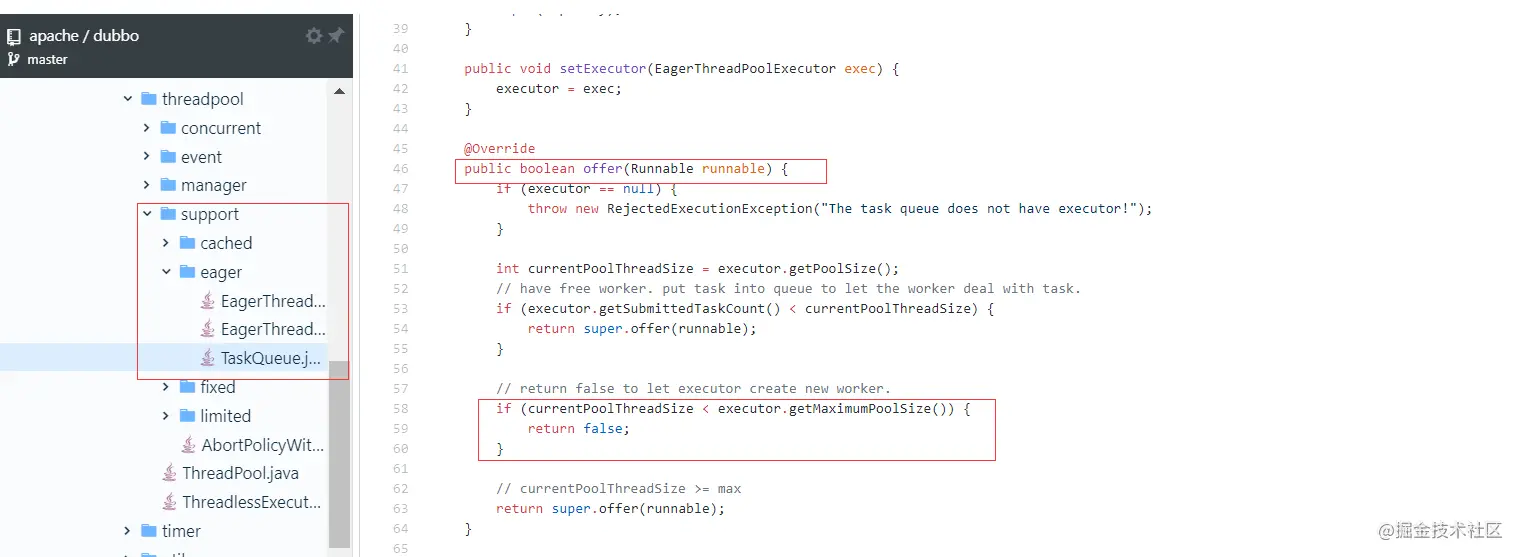 apache / dubbo
master
threadpool
concurrent
event
manager
support
cached
eager
EagerThread...
EagerThread...
TaskQueue.j...
fixed
limited
AbortPolicyWit...
ThreadPool.java
ThreadlessExecut...
timer
39 }
40
41 public void setExecutor(EagerThreadPoolExecutor exec) {
42 executor = exec;
43 }
44
45 @Override
46 public boolean offer(Runnable runnable) {
47 if (executor == null) {
48 throw new RejectedExecutionException("The task queue does not have executor!");
49 }
50
51 int currentPoolThreadSize = executor.getPoolSize();
52 // have free worker. put task into queue to let the worker deal with task.
53 if (executor.getSubmittedTaskCount() < currentPoolThreadSize) {
54 return super.offer(runnable);
55 }
56
57 // return false to let executor create new worker.
58 if (currentPoolThreadSize < executor.getMaximumPoolSize()) {
59 return false;
60 }
61
62 // currentPoolThreadSize >= max
63 return super.offer(runnable);
64 }
65
@掘金技术社区